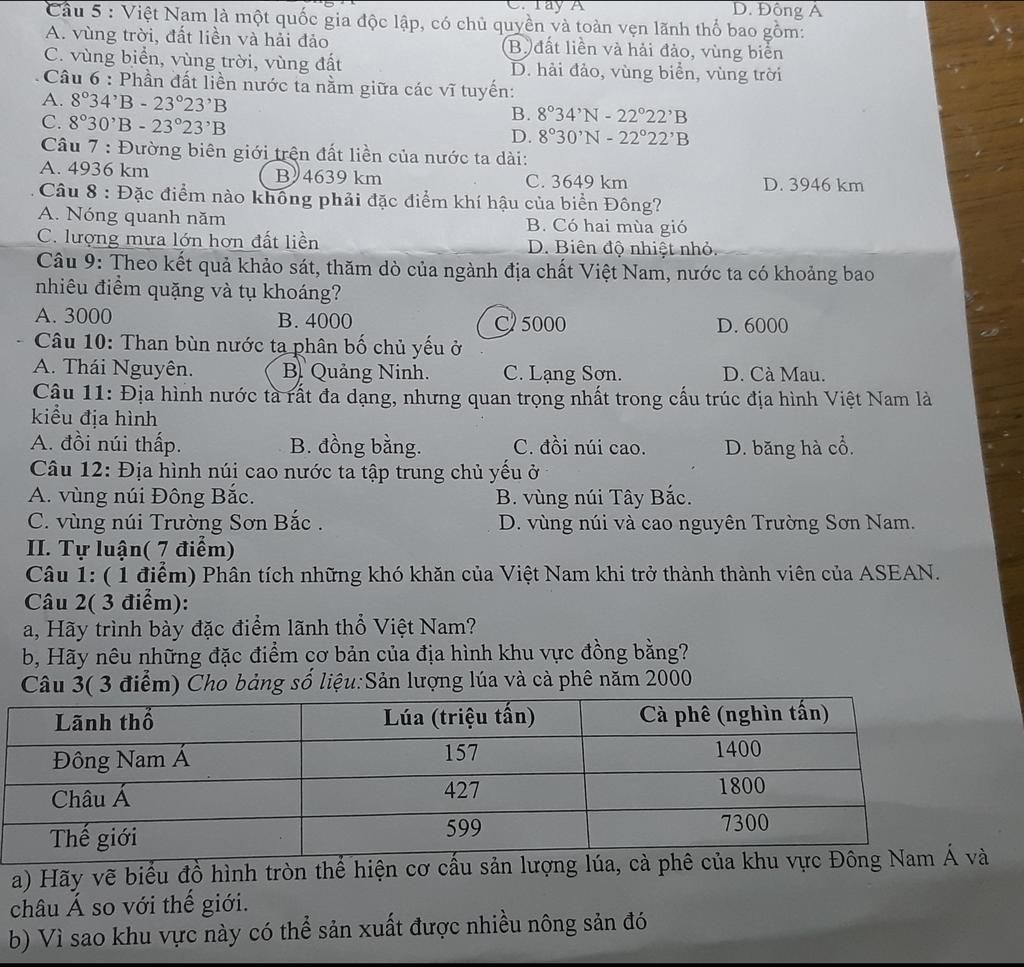 C. Tây Á D. Đông Á
Câu 5 : Việt Nam là một quốc gia độc lập, có chủ quyền và toàn vẹn lãnh thổ bao gồm:
A. vùng trời, đất liền và hải đảo B. đất liền và hải đảo, vùng biển
C. vùng biển, vùng trời, vùng đất D. hải đảo, vùng biển, vùng trời
Câu 6 : Phần đất liền nước ta nằm giữa các vĩ tuyến:
A. 8°34’B - 23°23’B B. 8°34’N - 22°22’B
C. 8°30’B - 23°23’B D. 8°30’N - 22°22’B
Câu 7 : Đường biên giới trên đất liền của nước ta dài:
A. 4936 km B. 4639 km C. 3649 km D. 3946 km
Câu 8 : Đặc điểm nào không phải đặc điểm khí hậu của biển Đông?
A. Nóng quanh năm B. Có hai mùa gió
C. lượng mưa lớn hơn đất liền D. Biên độ nhiệt nhỏ.
Câu 9: Theo kết quả khảo sát, thăm dò của ngành địa chất Việt Nam, nước ta có khoảng bao
nhiêu điểm quặng và tụ khoáng?
A. 3000 B. 4000 C. 5000 D. 6000
Câu 10: Than bùn nước ta phân bố chủ yếu ở
A. Thái Nguyên. B. Quảng Ninh. C. Lạng Sơn. D. Cà Mau.
Câu 11: Địa hình nước ta rất đa dạng, nhưng quan trọng nhất trong cấu trúc địa hình Việt Nam là
kiểu địa hình
A. đồi núi thấp. B. đồng bằng. C. đồi núi cao. D. băng hà cổ.
Câu 12: Địa hình núi cao nước ta tập trung chủ yếu ở
A. vùng núi Đông Bắc. B. vùng núi Tây Bắc.
C. vùng núi Trường Sơn Bắc . D. vùng núi và cao nguyên Trường Sơn Nam.
II. Tự luận( 7 điểm)
Câu 1: ( 1 điểm) Phân tích những khó khăn của Việt Nam khi trở thành thành viên của ASEAN.
Câu 2( 3 điểm):
a, Hãy trình bày đặc điểm lãnh thổ Việt Nam?
b, Hãy nêu những đặc điểm cơ bản của địa hình khu vực đồng bằng?
Câu 3( 3 điểm) Cho bảng số liệu:Sản lượng lúa và cà phê năm 2000
Lãnh thổ Lúa (triệu tấn) Cà phê (nghìn tấn)
Đông Nam Á 157 1400
Châu Á 427 1800
Thế giới 599 7300
a) Hãy vẽ biểu đồ hình tròn thể hiện cơ cấu sản lượng lúa, cà phê của khu vực Đông Nam Á và
châu Á so với thế giới.
b) Vì sao khu vực này có thể sản xuất được nhiều nông sản đó